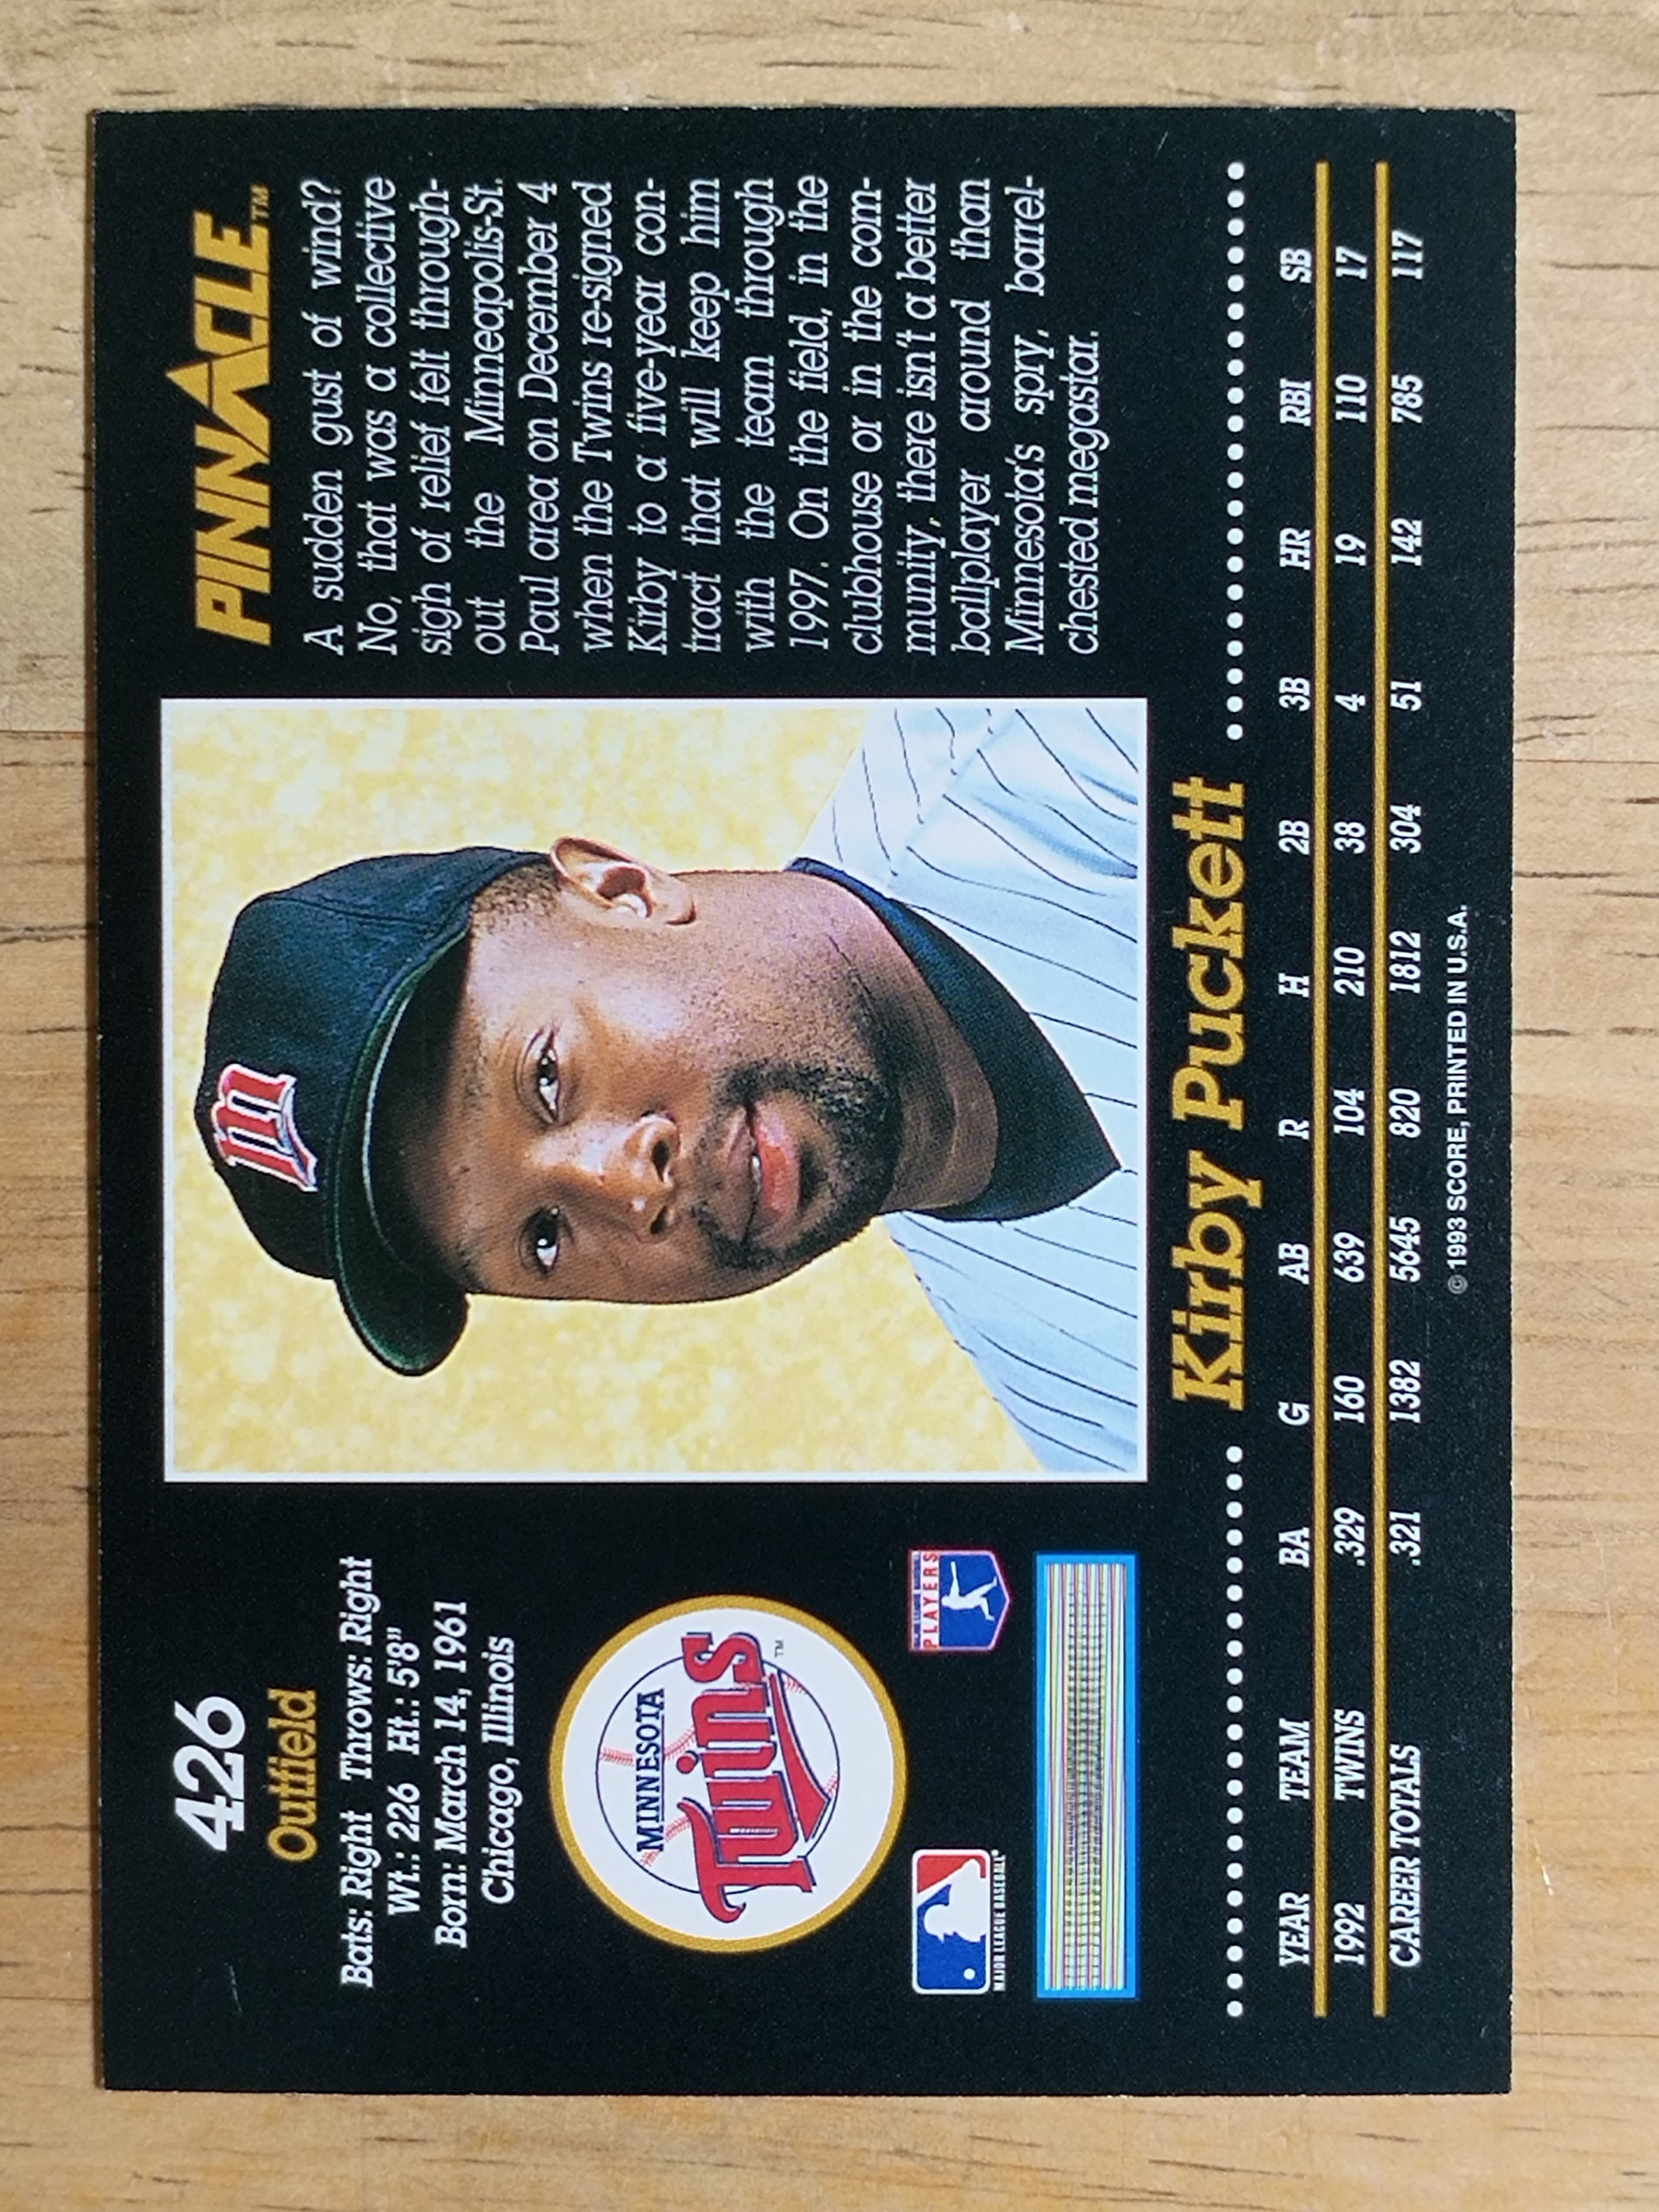 426
Outfield
Bats: Right Throws: Right
Wt.: 226 Ht.: 5'8"
Born: March 14, 1961
Chicago, Illinois
MINNESOTA
Twins
TM
MAJOR LEAGUE BASEBALL
PLAYERS
m
PINNACLE™
A sudden gust of wind?
No, that was a collective
sigh of relief felt through-
out the Minneapolis-St.
Paul area on December 4
when the Twins re-signed
Kirby to a five-year con-
tract that will keep him
with the team through
1997. On the field, in the
clubhouse or in the com-
munity, there isn't a better
ballplayer around than
Minnesota's spry, barrel-
chested megastar.
Kirby Puckett
YEAR TEAM BA G AB R H 2B 3B HR RBI SB
1992 TWINS .329 160 639 104 210 38 4 19 110 17
CAREER TOTALS .321 1382 5645 820 1812 304 51 142 785 117
© 1993 SCORE, PRINTED IN U.S.A.